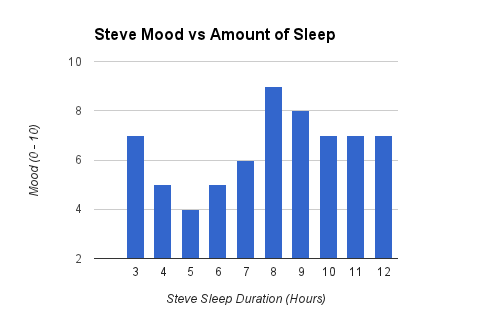 Steve Mood vs Amount of Sleep
10
8
6
4
2
Mood (0 - 10)
3 4 5 6 7 8 9 10 11 12
Steve Sleep Duration (Hours)